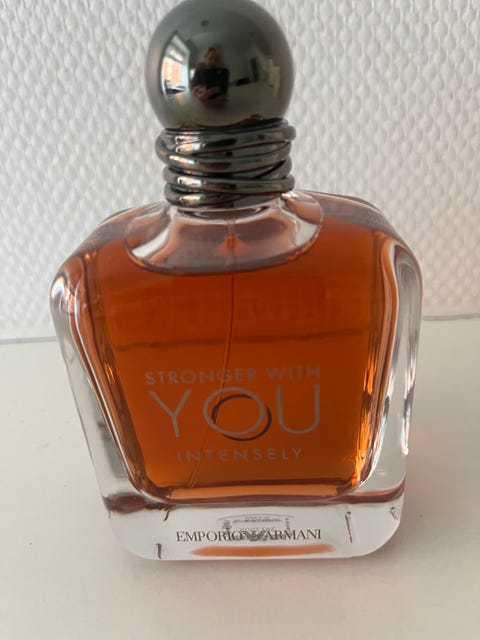 STRONGER WITH
YOU
INTENSELY
EMPORIO ARMANI